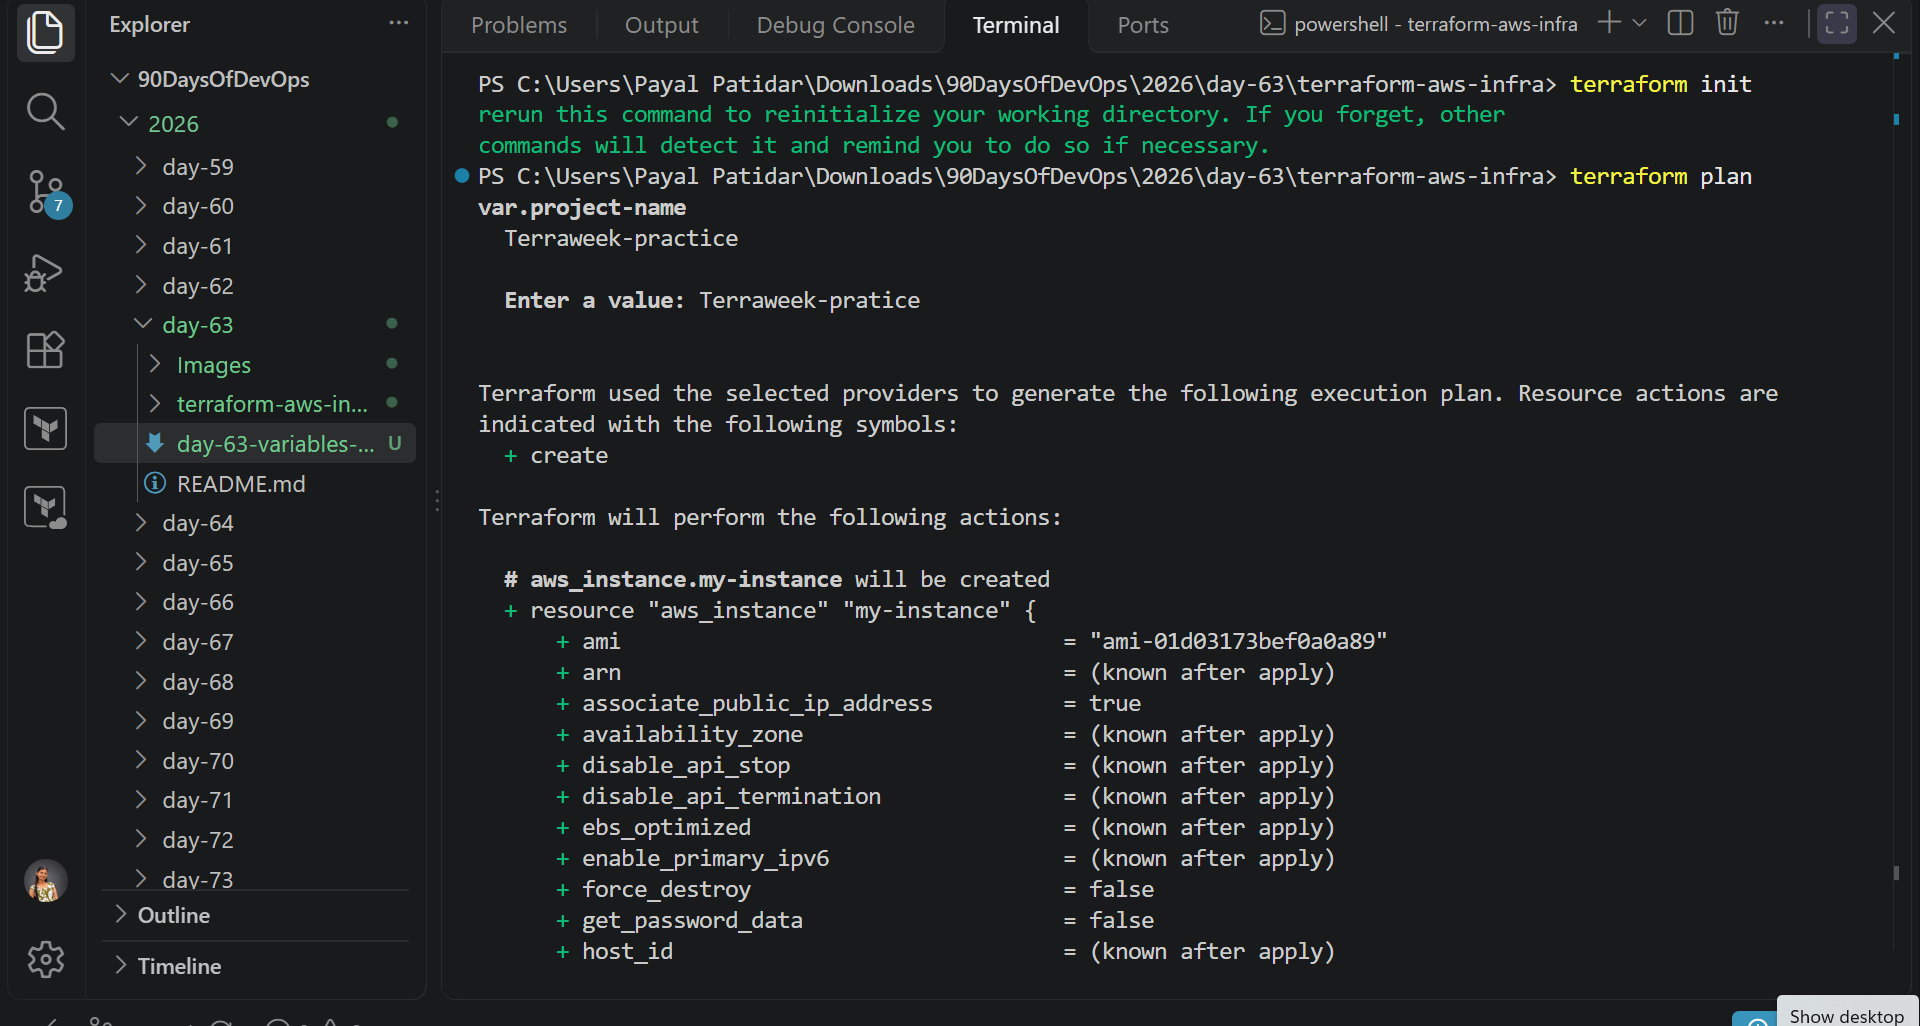 Explorer
90DaysOfDevOps
2026
day-59
day-60
day-61
day-62
day-63
Images
terraform-aws-in...
day-63-variables-... U
README.md
day-64
day-65
day-66
day-67
day-68
day-69
day-70
day-71
day-72
day-73
Outline
Timeline
7
Problems Output Debug Console Terminal Ports
powershell - terraform-aws-infra
PS C:\Users\Payal Patidar\Downloads\90DaysOfDevOps\2026\day-63\terraform-aws-infra> terraform init
rerun this command to reinitialize your working directory. If you forget, other
commands will detect it and remind you to do so if necessary.
PS C:\Users\Payal Patidar\Downloads\90DaysOfDevOps\2026\day-63\terraform-aws-infra> terraform plan
var.project-name
Terraweek-practice
Enter a value: Terraweek-pratice
Terraform used the selected providers to generate the following execution plan. Resource actions are
indicated with the following symbols:
+ create
Terraform will perform the following actions:
# aws_instance.my-instance will be created
+ resource "aws_instance" "my-instance" {
+ ami = "ami-01d03173bef0a0a89"
+ arn = (known after apply)
+ associate_public_ip_address = true
+ availability_zone = (known after apply)
+ disable_api_stop = (known after apply)
+ disable_api_termination = (known after apply)
+ ebs_optimized = (known after apply)
+ enable_primary_ipv6 = (known after apply)
+ force_destroy = false
+ get_password_data = false
+ host_id = (known after apply)
Show desktop